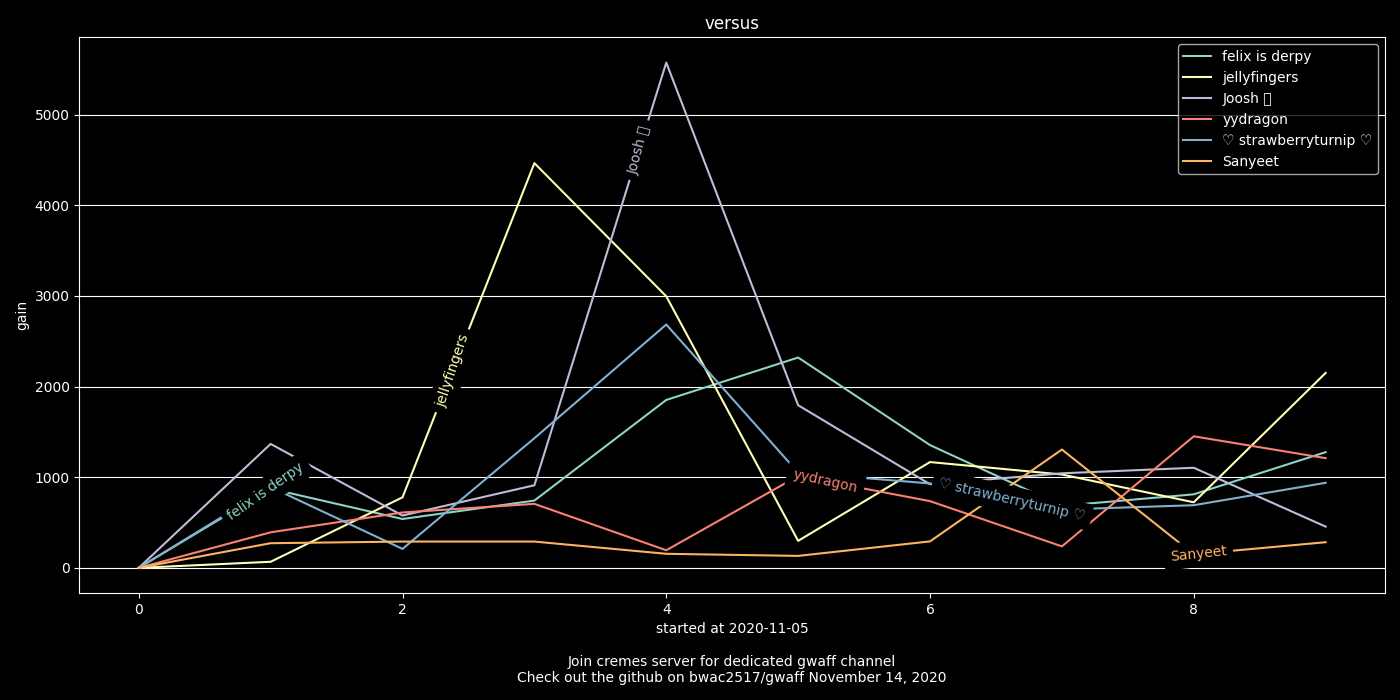 versus
felix is derpy
jellyfingers
Joosh ▯
yydragon
♡ strawberryturnip ♡
Sanyeet
5000
4000
3000
2000
1000
0
gain
Joosh ▯
jellyfingers
felix is derpy
yydragon
♡ strawberryturnip ♡
Sanyeet
0 2 4 6 8
started at 2020-11-05
Join cremes server for dedicated gwaff channel
Check out the github on bwac2517/gwaff November 14, 2020